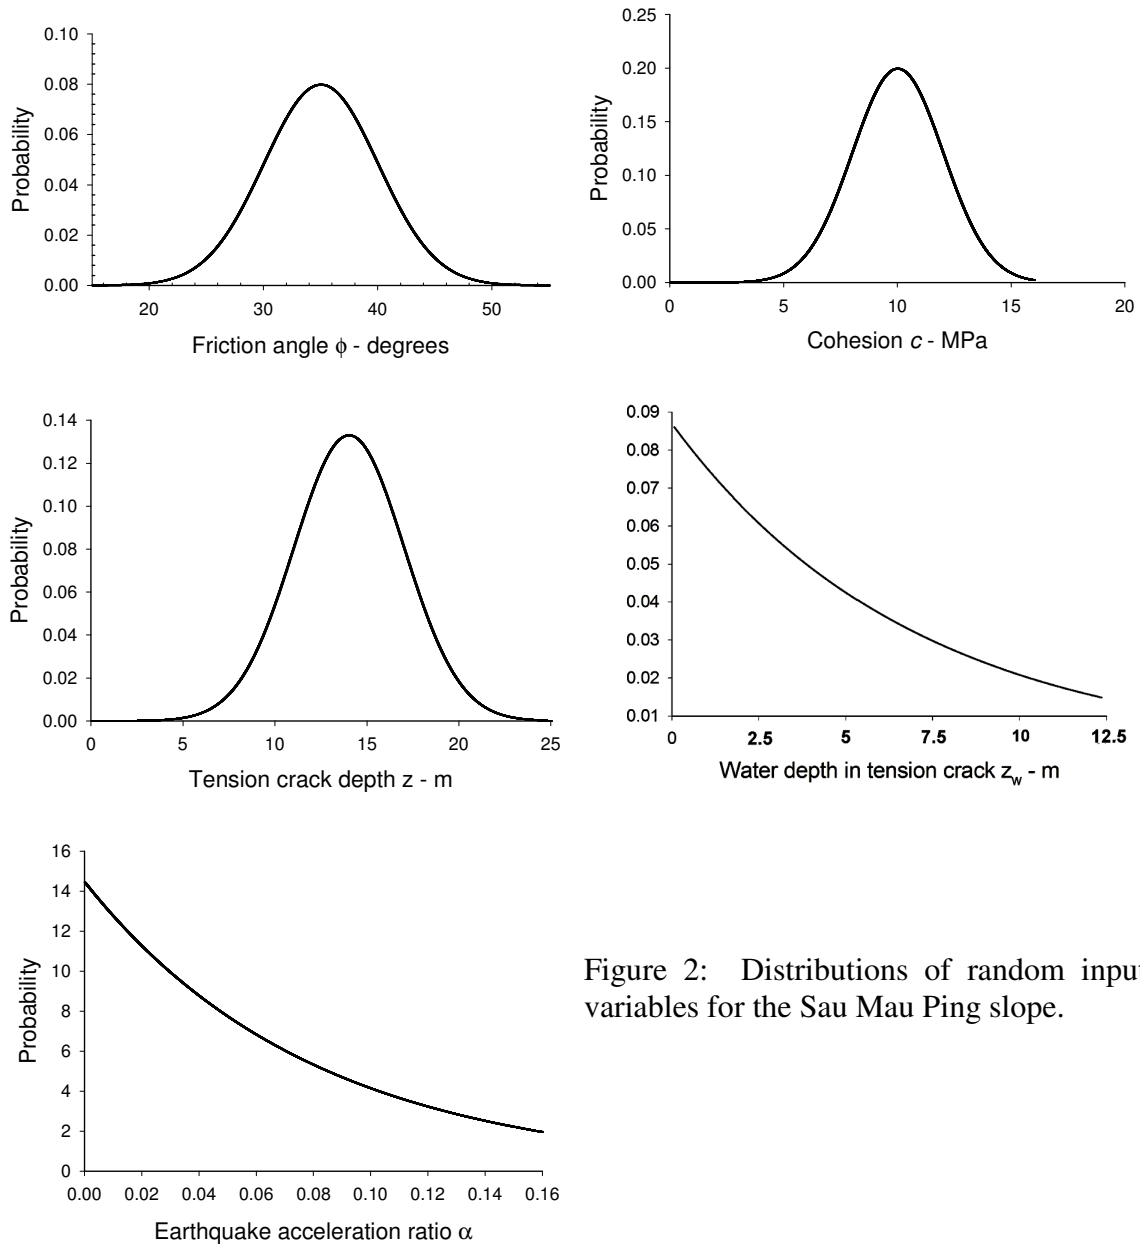 0.10
0.08
0.06
0.04
0.02
0.00
Probability
20 30 40 50
Friction angle ϕ - degrees
0.25
0.20
0.15
0.10
0.05
0.00
Probability
0 5 10 15 20
Cohesion c - MPa
0.14
0.12
0.10
0.08
0.06
0.04
0.02
0.00
Probability
0 5 10 15 20 25
Tension crack depth z - m
0.09
0.08
0.07
0.06
0.05
0.04
0.03
0.02
0.01
0 2.5 5 7.5 10 12.5
Water depth in tension crack z_w - m
16
14
12
10
8
6
4
2
0
Probability
0.00 0.02 0.04 0.06 0.08 0.10 0.12 0.14 0.16
Earthquake acceleration ratio α
Figure 2: Distributions of random input
variables for the Sau Mau Ping slope.